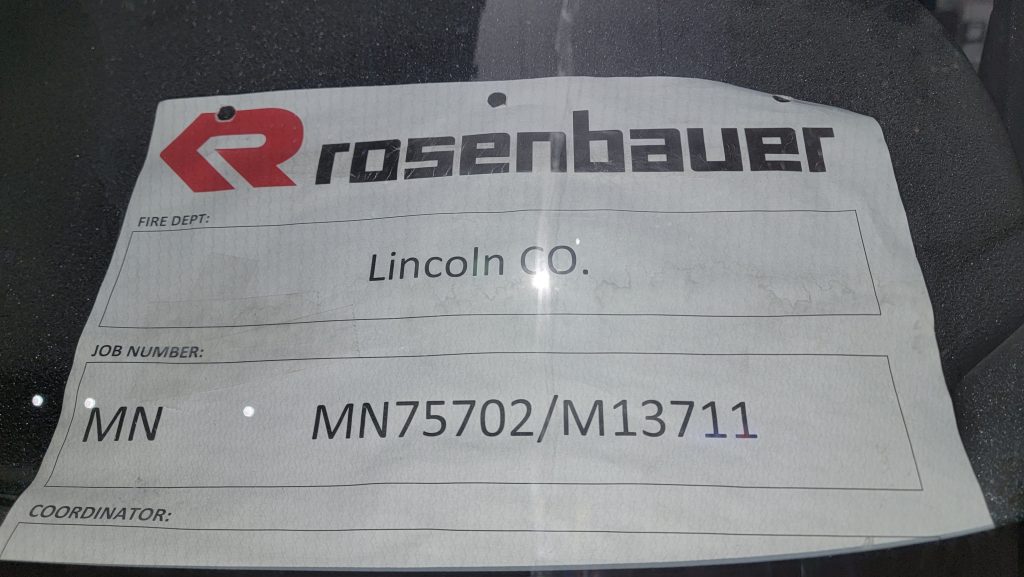 rosenbauer
FIRE DEPT:
Lincoln CO.
JOB NUMBER:
MN MN75702/M13711
COORDINATOR: